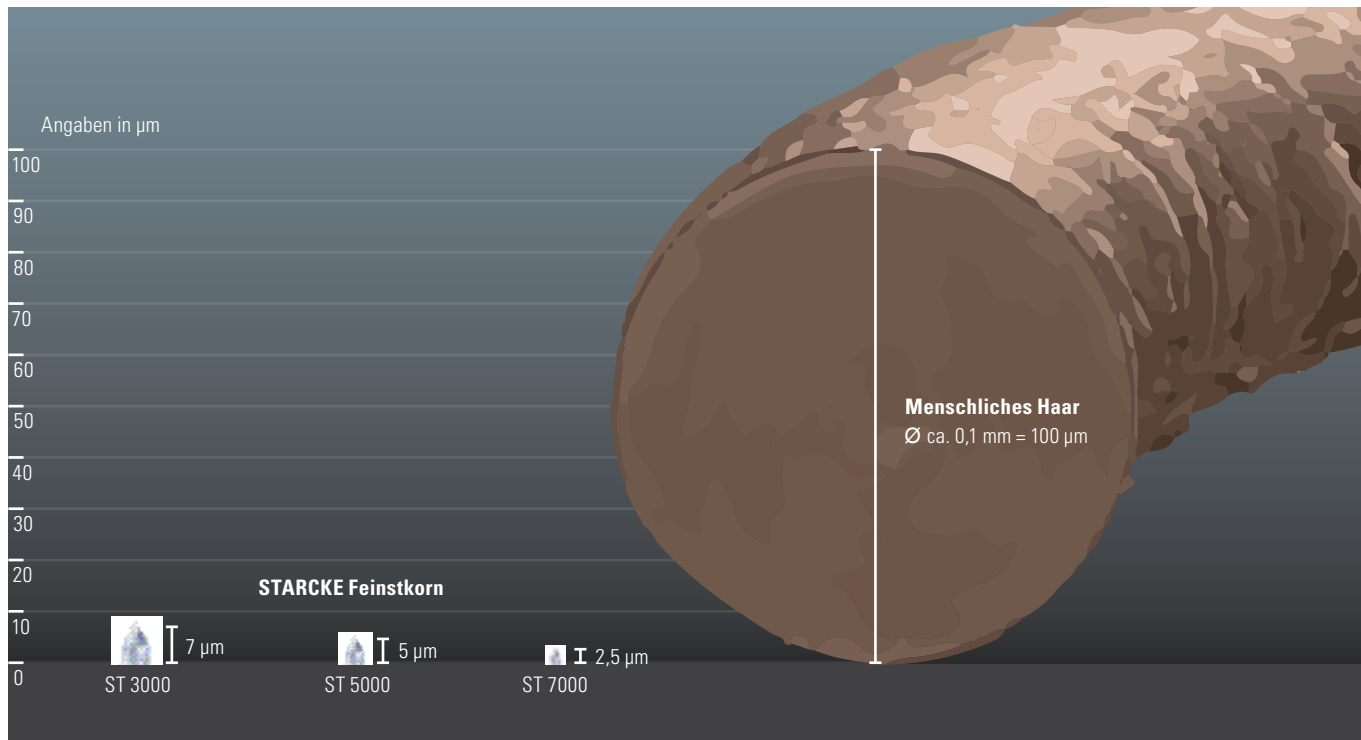 Angaben in µm
100
90
80
70
60
50
40
30
20
10
0
Menschliches Haar
Ø ca. 0,1 mm = 100 µm
STARCKE Feinstkorn
7 µm
5 µm
2,5 µm
ST 3000
ST 5000
ST 7000